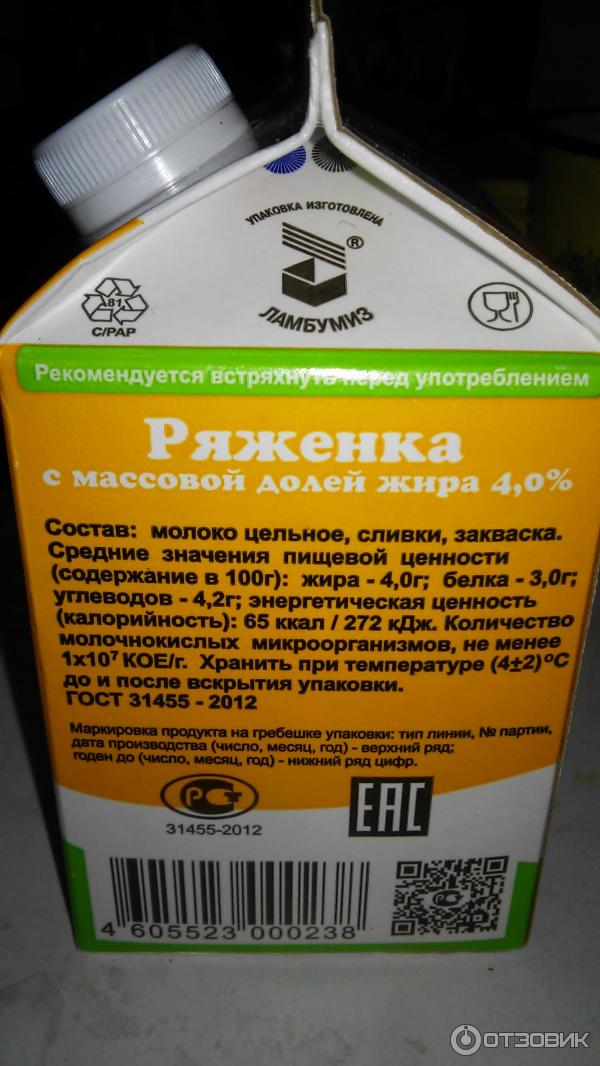 УПАКОВКА ИЗГОТОВЛЕНА
®
ЛАМБУМИЗ
81
C/PAP
Рекомендуется встряхнуть перед употреблением
Ряженка
с массовой долей жира 4,0%
Состав: молоко цельное, сливки, закваска.
Средние значения пищевой ценности
(содержание в 100г): жира - 4,0г; белка - 3,0г;
углеводов - 4,2г; энергетическая ценность
(калорийность): 65 ккал / 272 кДж. Количество
молочнокислых микроорганизмов, не менее
1х10⁷ КОЕ/г. Хранить при температуре (4±2)ºС
до и после вскрытия упаковки.
ГОСТ 31455 - 2012
Маркировка продукта на гребешке упаковки: тип линии, № партии,
дата производства (число, месяц, год) - верхний ряд;
годен до (число, месяц, год) - нижний ряд цифр.
РСТ
EAC
31455-2012
4 605523 000238
ОТЗОВИК